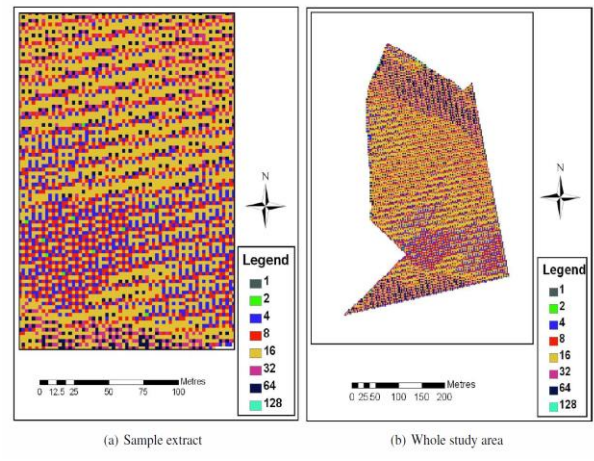 N
Legend
1
2
4
8
16
32
64
128
Metres
0 12.5 25 50 75 100
(a) Sample extract
N
Legend
1
2
4
8
16
32
64
128
Metres
0 25 50 100 150 200
(b) Whole study area